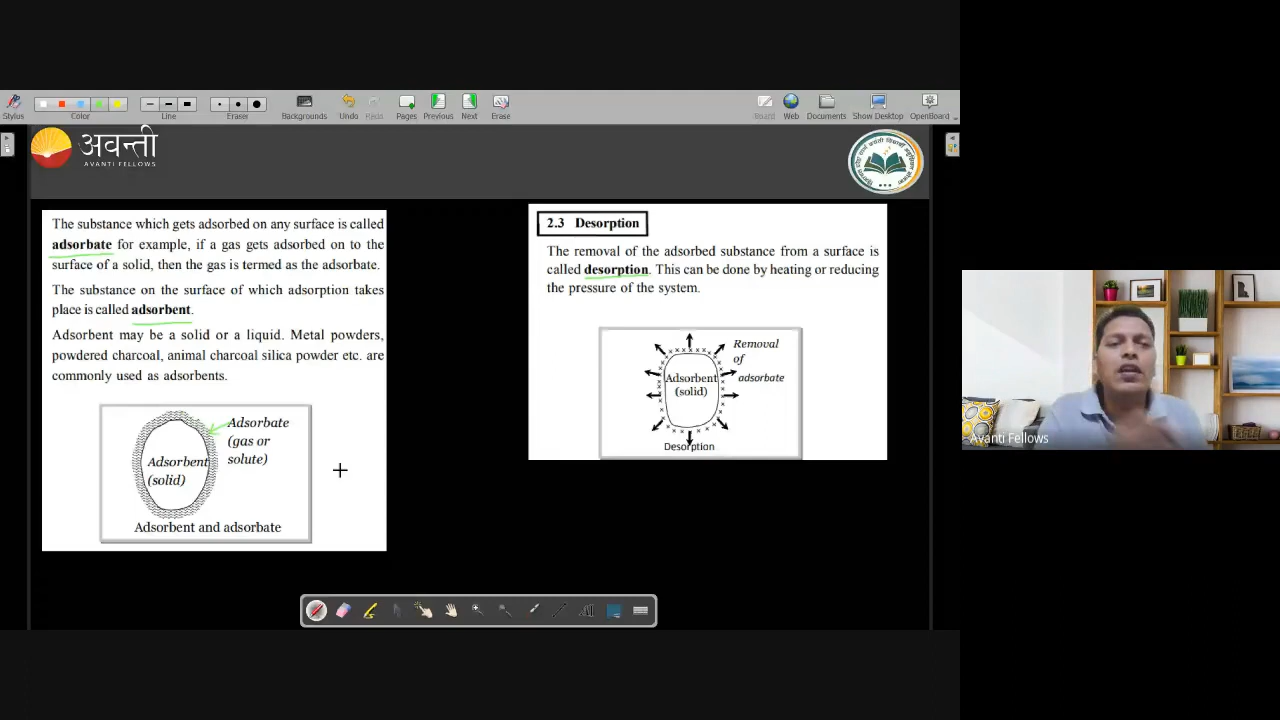 Stylus
Color
Line
Eraser
Backgrounds
Undo
Redo
Pages
Previous
Next
Erase
Board
Web
Documents
Show Desktop
OpenBoard
अवन्ती
AVANTI FELLOWS
The substance which gets adsorbed on any surface is called
adsorbate for example, if a gas gets adsorbed on to the
surface of a solid, then the gas is termed as the adsorbate.
The substance on the surface of which adsorption takes
place is called adsorbent.
Adsorbent may be a solid or a liquid. Metal powders,
powdered charcoal, animal charcoal silica powder etc. are
commonly used as adsorbents.
Adsorbate
(gas or
solute)
Adsorbent
(solid)
Adsorbent and adsorbate
2.3 Desorption
The removal of the adsorbed substance from a surface is
called desorption. This can be done by heating or reducing
the pressure of the system.
Removal
of
adsorbate
Adsorbent
(solid)
Desorption
Avanti Fellows